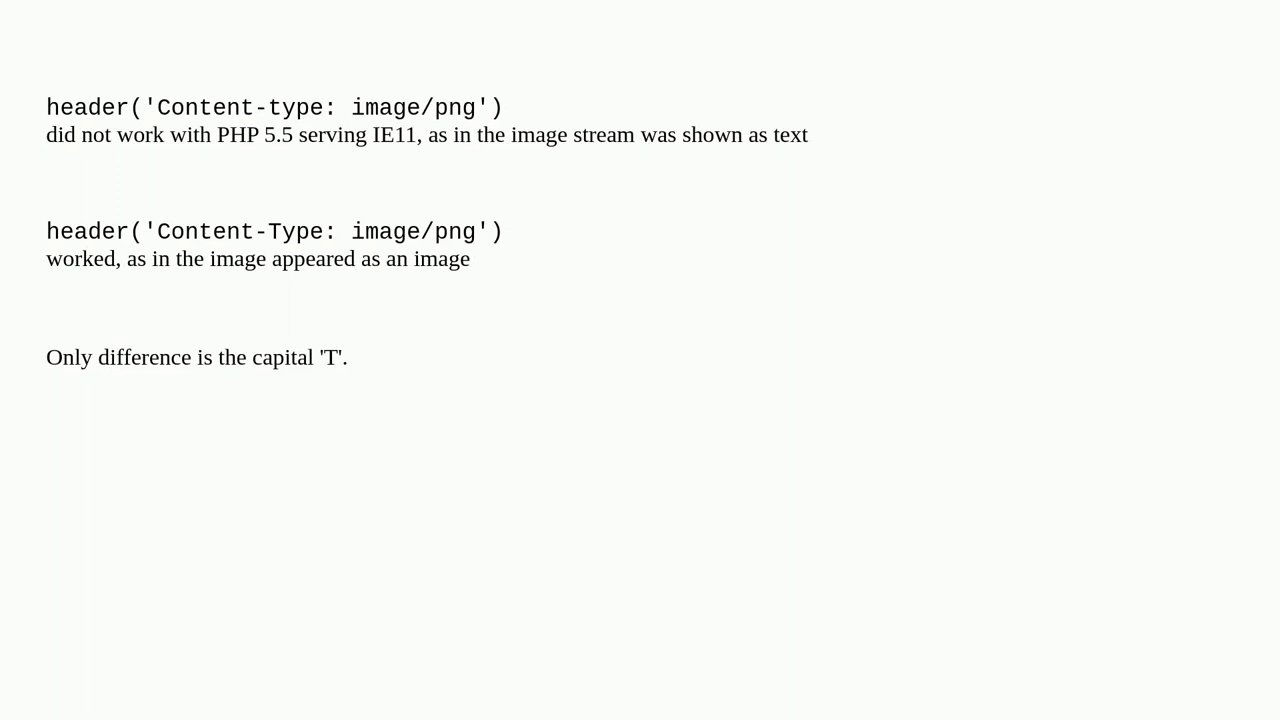 header('Content-type: image/png')
did not work with PHP 5.5 serving IE11, as in the image stream was shown as text
header('Content-Type: image/png')
worked, as in the image appeared as an image
Only difference is the capital 'T'.